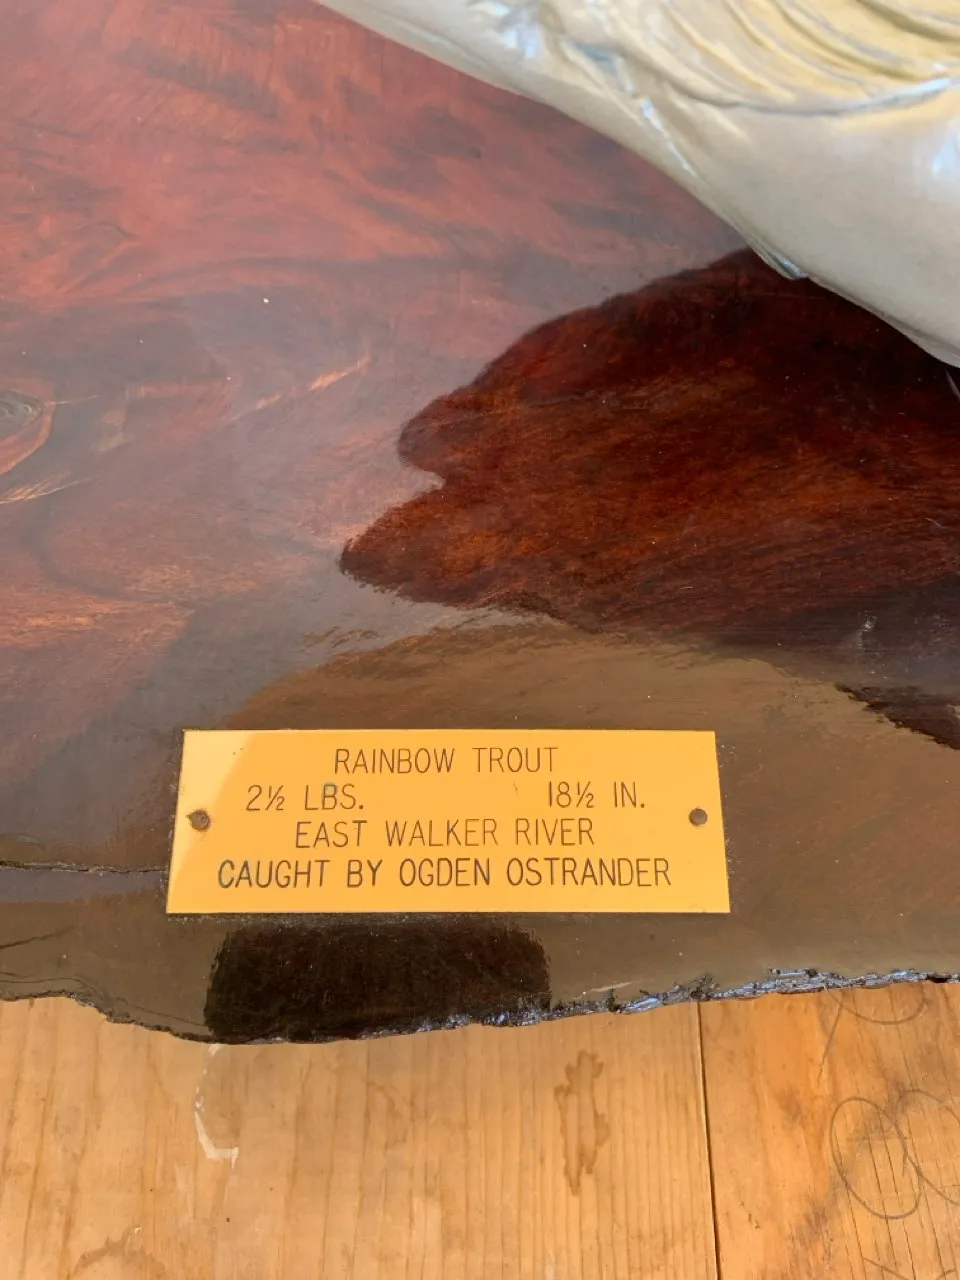 RAINBOW TROUT
2½ LBS. 18½ IN.
EAST WALKER RIVER
CAUGHT BY OGDEN OSTRANDER